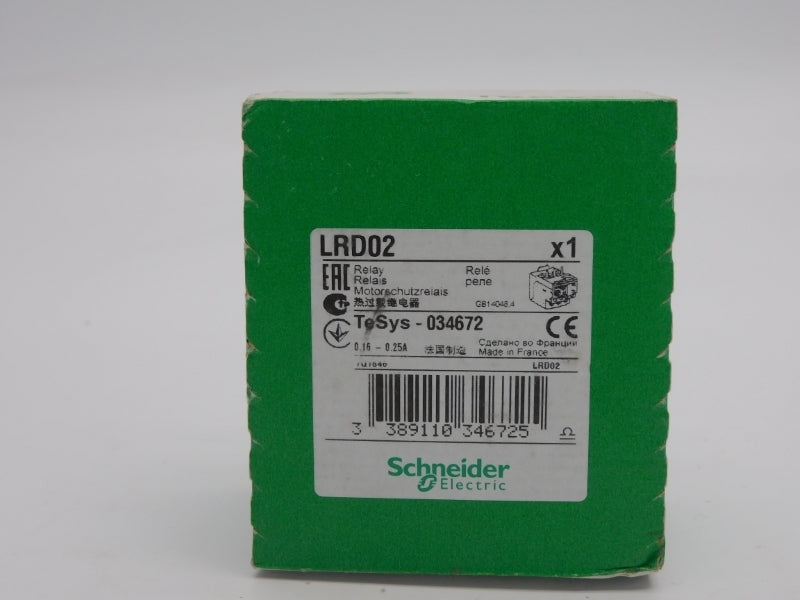 LRD02 x1
EAC Relay Relé
Relais реле
Motorschutzrelais
热过载继电器 GB14048.4
TeSys - 034672 CE
Сделано во Франции
0.16 - 0.25A 法国制造 Made in France
LRD02
3 389110 346725
Schneider
Electric